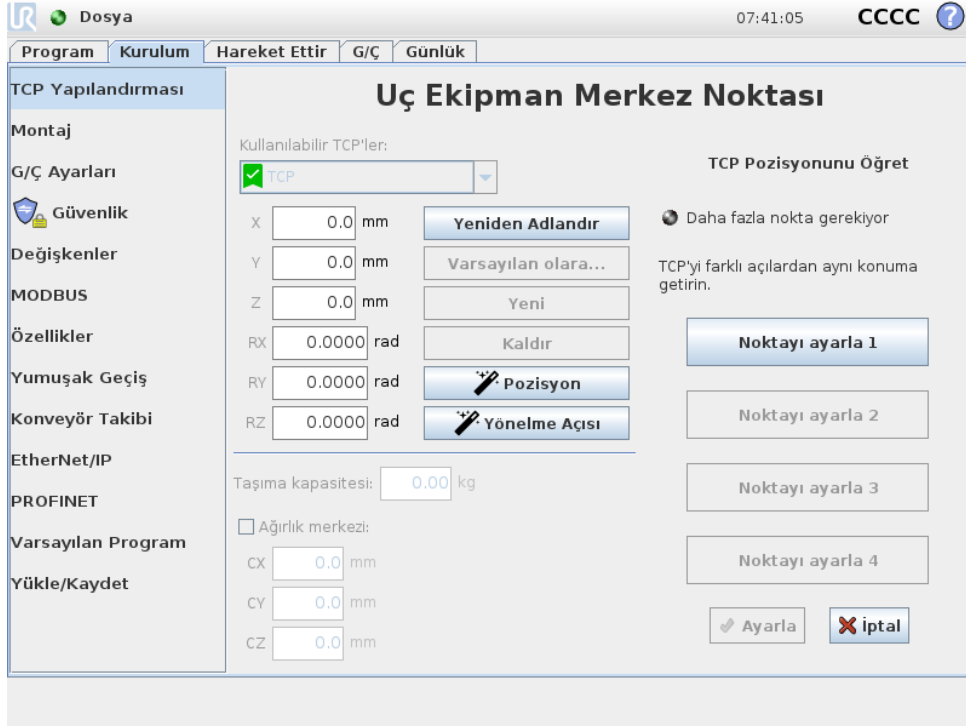 UR Dosya 07:41:05 CCCC ?
Program Kurulum Hareket Ettir G/Ç Günlük
TCP Yapılandırması
Montaj
G/Ç Ayarları
Güvenlik
Değişkenler
MODBUS
Özellikler
Yumuşak Geçiş
Konveyör Takibi
EtherNet/IP
PROFINET
Varsayılan Program
Yükle/Kaydet
Uç Ekipman Merkez Noktası
Kullanılabilir TCP'ler:
TCP
X 0.0 mm Yeniden Adlandır
Y 0.0 mm Varsayılan olara...
Z 0.0 mm Yeni
RX 0.0000 rad Kaldır
RY 0.0000 rad Pozisyon
RZ 0.0000 rad Yönelme Açısı
Taşıma kapasitesi: 0.00 kg
Ağırlık merkezi:
CX 0.0 mm
CY 0.0 mm
CZ 0.0 mm
TCP Pozisyonunu Öğret
Daha fazla nokta gerekiyor
TCP'yi farklı açılardan aynı konuma
getirin.
Noktayı ayarla 1
Noktayı ayarla 2
Noktayı ayarla 3
Noktayı ayarla 4
Ayarla İptal